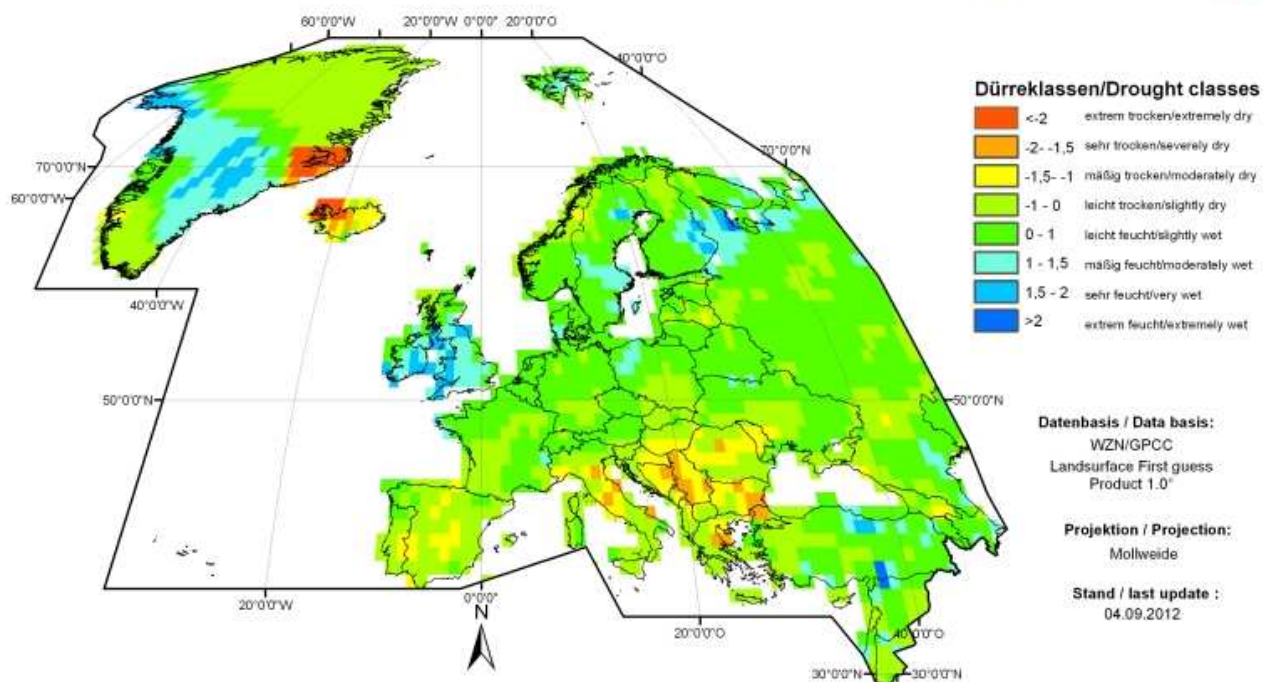 60°0'0"W
20°0'0"W
0°0'0"
20°0'0"O
40°0'0"O
70°0'0"N
70°0'0"N
60°0'0"W
40°0'0"W
50°0'0"N
50°0'0"N
20°0'0"W
0°0'0"
20°0'0"O
40°0'0"O
30°0'0"N
30°0'0"N
N
Dürreklassen/Drought classes
<-2 extrem trocken/extremely dry
-2- -1,5 sehr trocken/severely dry
-1,5- -1 mäßig trocken/moderately dry
-1 - 0 leicht trocken/slightly dry
0 - 1 leicht feucht/slightly wet
1 - 1,5 mäßig feucht/moderately wet
1,5 - 2 sehr feucht/very wet
>2 extrem feucht/extremely wet
Datenbasis / Data basis:
WZN/GPCC
Landsurface First guess
Product 1.0°
Projektion / Projection:
Mollweide
Stand / last update :
04.09.2012